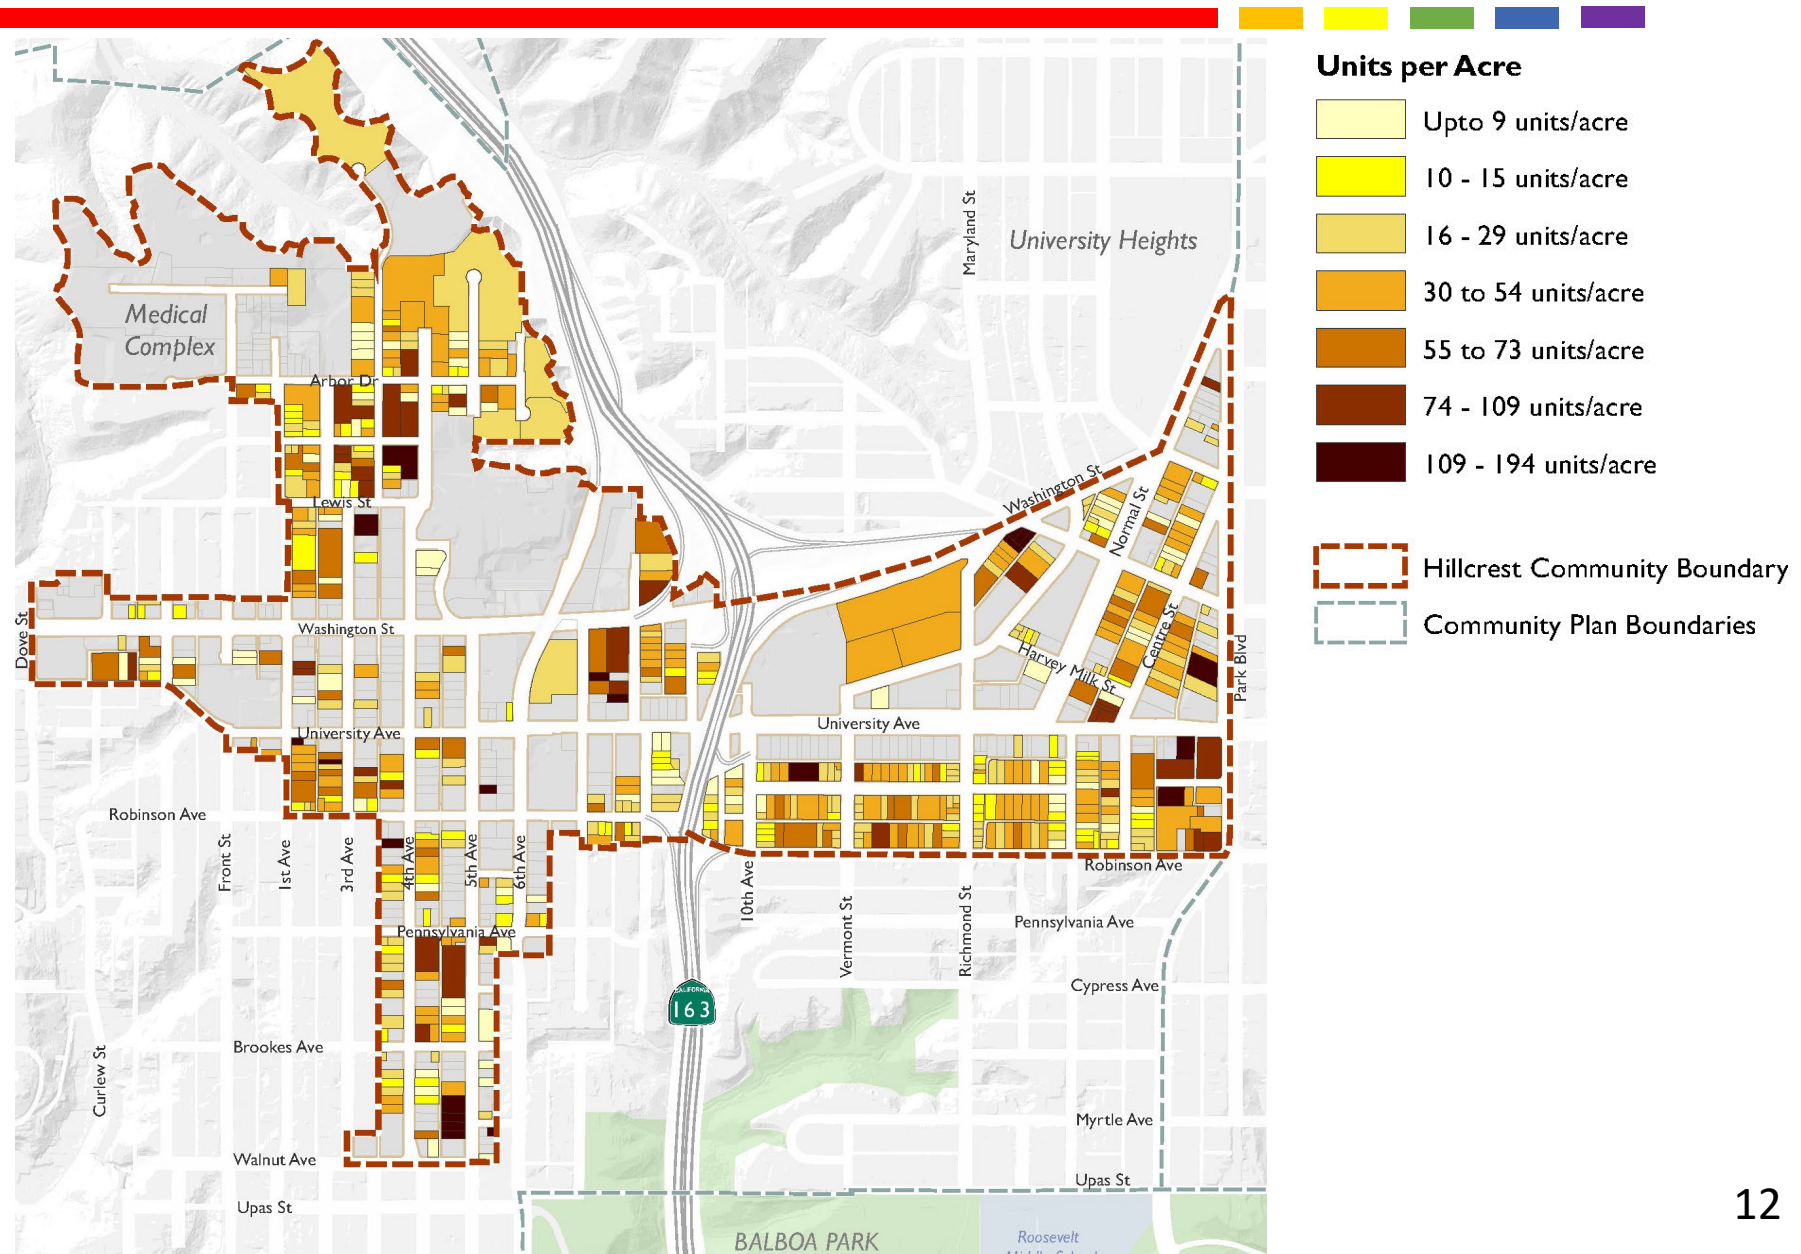 Units per Acre
Upto 9 units/acre
10 - 15 units/acre
16 - 29 units/acre
30 to 54 units/acre
55 to 73 units/acre
74 - 109 units/acre
109 - 194 units/acre
Hillcrest Community Boundary
Community Plan Boundaries
Maryland St
University Heights
Medical
Complex
Arbor Dr
Lewis St
Washington St
Normal St
Dove St
Washington St
Centre St
Harvey Milk St
Park Blvd
University Ave
University Ave
Robinson Ave
Front St
1st Ave
3rd Ave
4th Ave
5th Ave
6th Ave
Robinson Ave
10th Ave
Vermont St
Richmond St
Pennsylvania Ave
Pennsylvania Ave
Cypress Ave
CALIFORNIA
163
Brookes Ave
Curlew St
Myrtle Ave
Walnut Ave
Upas St
Upas St
BALBOA PARK
Roosevelt
12